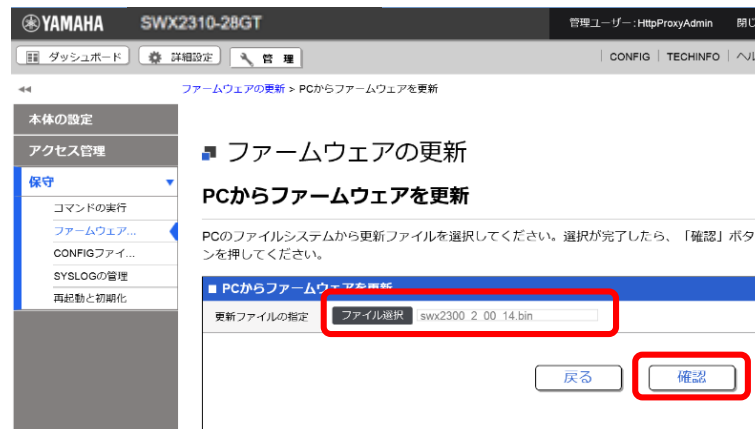 YAMAHA SWX2310-28GT 管理ユーザー:HttpProxyAdmin
ダッシュボード 詳細設定 管 理 CONFIG TECHINFO
ファームウェアの更新 > PCからファームウェアを更新
本体の設定
アクセス管理
保守
コマンドの実行
ファームウェア...
CONFIGファイ...
SYSLOGの管理
再起動と初期化
ファームウェアの更新
PCからファームウェアを更新
PCのファイルシステムから更新ファイルを選択してください。選択が完了したら、「確認」ボタ
ンを押してください。
■ PCからファームウェアを更新
更新ファイルの指定 ファイル選択 swx2300_2_00_14.bin
戻る 確認